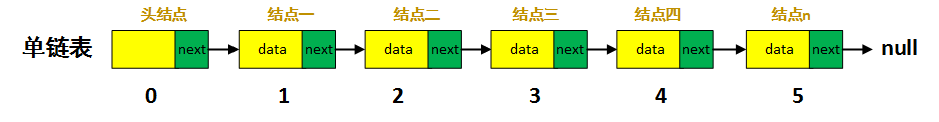 头结点 结点一 结点二 结点三 结点四 结点n
单链表 next data next data next data next data next data next null
0 1 2 3 4 5